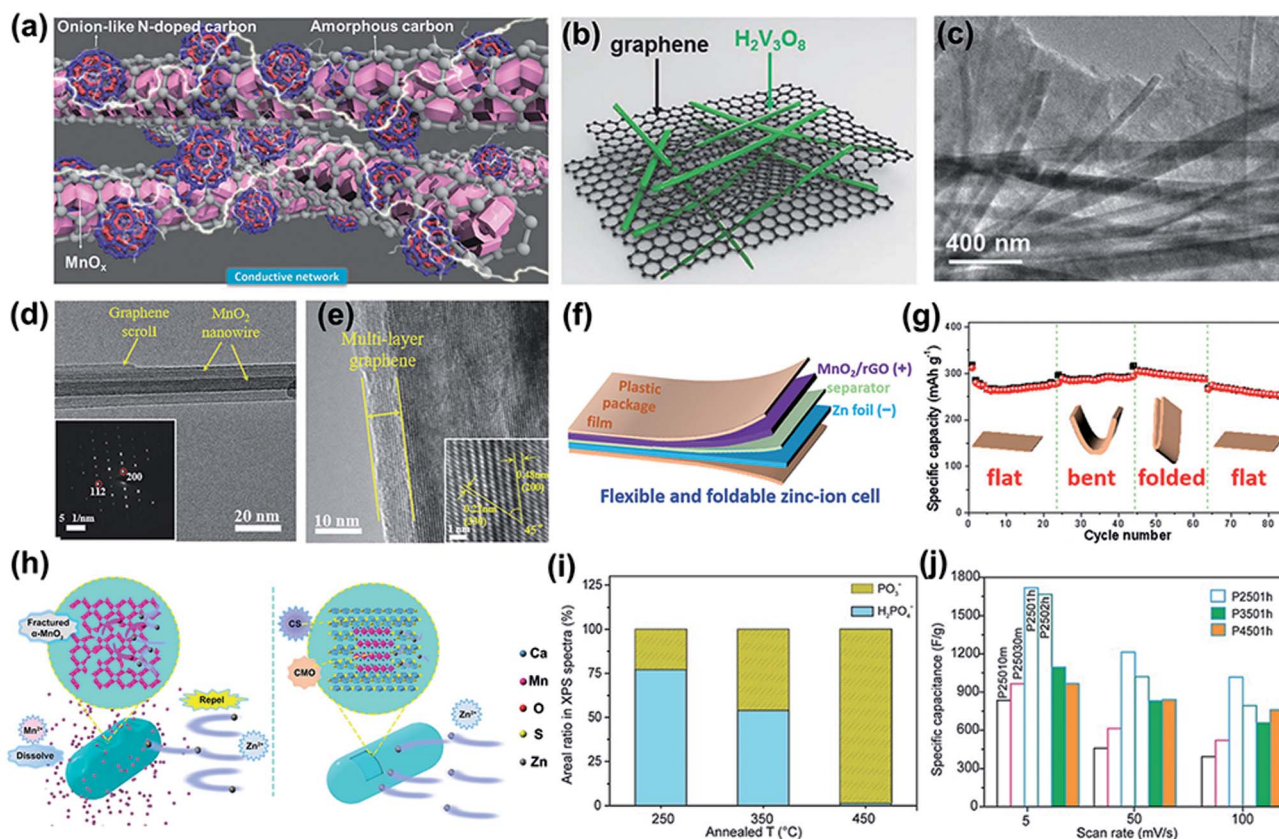 (a)
Onion-like N-doped carbon
Amorphous carbon
MnOₓ
Conductive network
(b)
graphene
H₂V₃O₈
(c)
400 nm
(d)
Graphene
scroll
MnO₂
nanowire
200
112
5 1/nm
20 nm
(e)
Multi-layer
graphene
10 nm
0.48nm
(200)
45°
1 nm
(f)
Plastic
package
film
MnO₂/rGO (+)
separator
Zn foil (−)
Flexible and foldable zinc-ion cell
(g)
Specific capacity (mAh g⁻¹)
400
300
200
100
0
flat
bent
folded
flat
0 10 20 30 40 50 60 70 80
Cycle number
(h)
Fractured
α-MnO₂
Repel
Mn²⁺
Dissolve
Zn²⁺
CS
CMO
Zn²⁺
Ca
Mn
O
S
Zn
(i)
Areal ratio in XPS spectra (%)
125
100
75
50
25
0
PO₃⁻
H₂PO₄⁻
250 350 450
Annealed T (°C)
(j)
Specific capacitance (F/g)
1800
1500
1200
900
600
300
0
P2501h
P3501h
P4501h
P25010m
P25030m
P2501h
P2502h
5 50 100
Scan rate (mV/s)